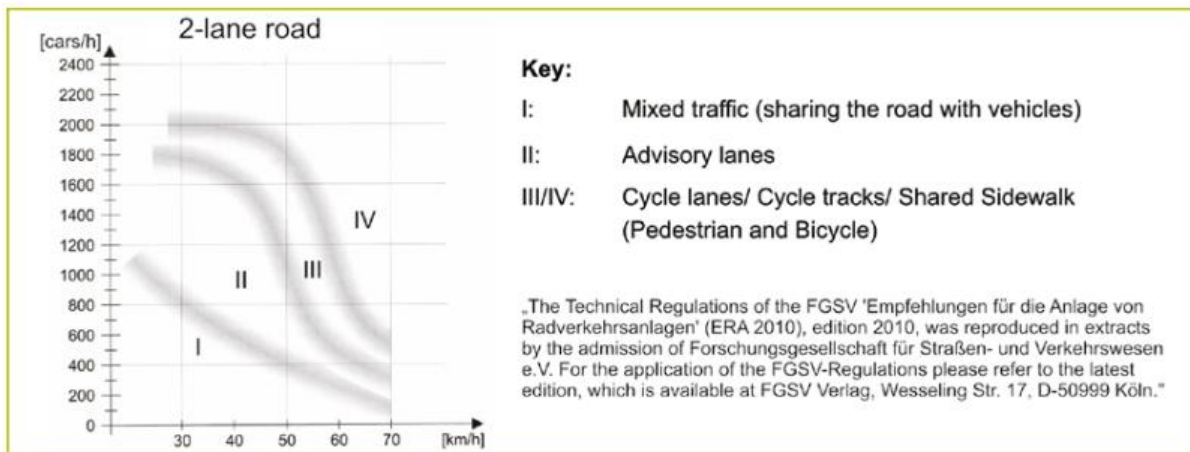 2-lane road
[cars/h]
2400
2200
2000
1800
1600
1400
1200
1000
800
600
400
200
0
30 40 50 60 70 [km/h]
I
II
III
IV
Key:
I: Mixed traffic (sharing the road with vehicles)
II: Advisory lanes
III/IV: Cycle lanes/ Cycle tracks/ Shared Sidewalk
(Pedestrian and Bicycle)
„The Technical Regulations of the FGSV 'Empfehlungen für die Anlage von
Radverkehrsanlagen' (ERA 2010), edition 2010, was reproduced in extracts
by the admission of Forschungsgesellschaft für Straßen- und Verkehrswesen
e.V. For the application of the FGSV-Regulations please refer to the latest
edition, which is available at FGSV Verlag, Wesseling Str. 17, D-50999 Köln.”